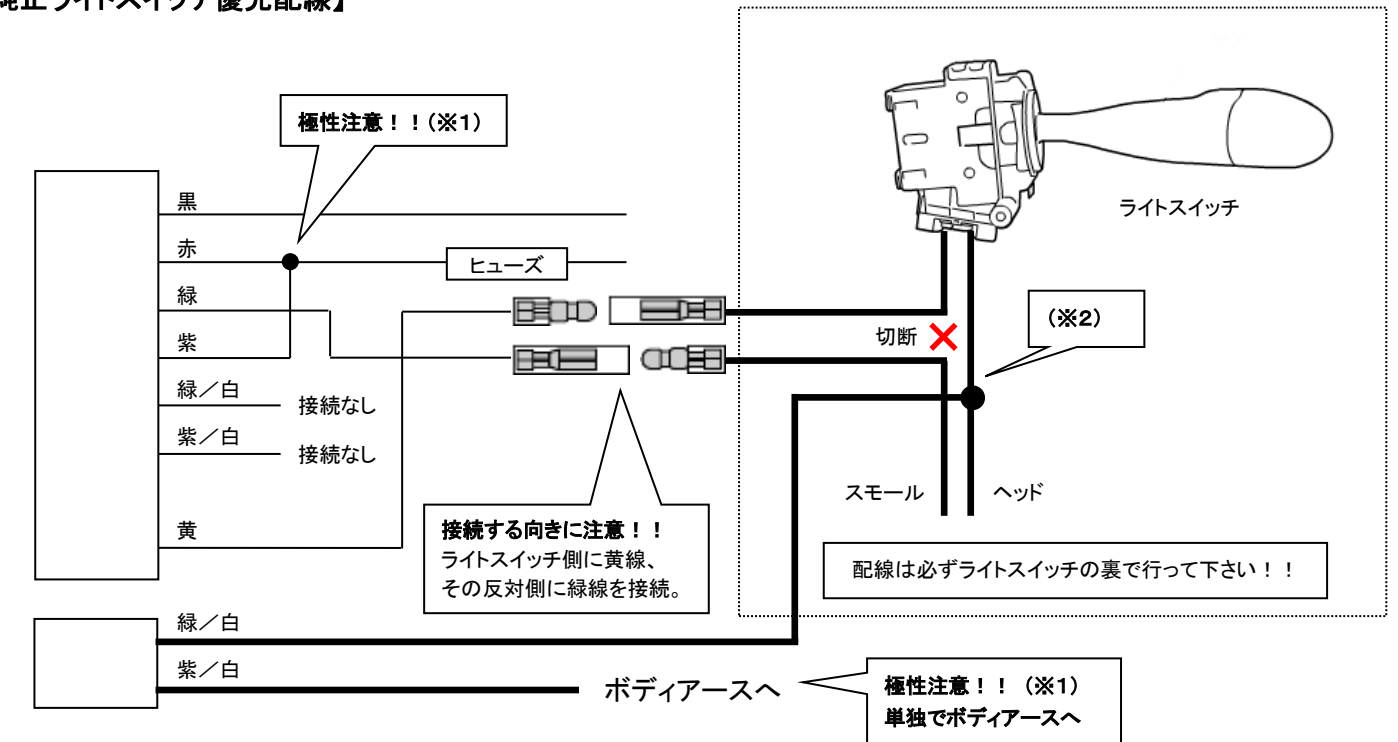 純正ライトスイッチ優先配線】
極性注意！！(※1)
黒
赤
ヒューズ
緑
紫
緑／白
接続なし
紫／白
接続なし
黄
ライトスイッチ
切断
(※2)
スモール
ヘッド
接続する向きに注意！！
ライトスイッチ側に黄線、
その反対側に緑線を接続。
配線は必ずライトスイッチの裏で行って下さい！！
緑／白
紫／白
ボディアースへ
極性注意！！ (※1)
単独でボディアースへ